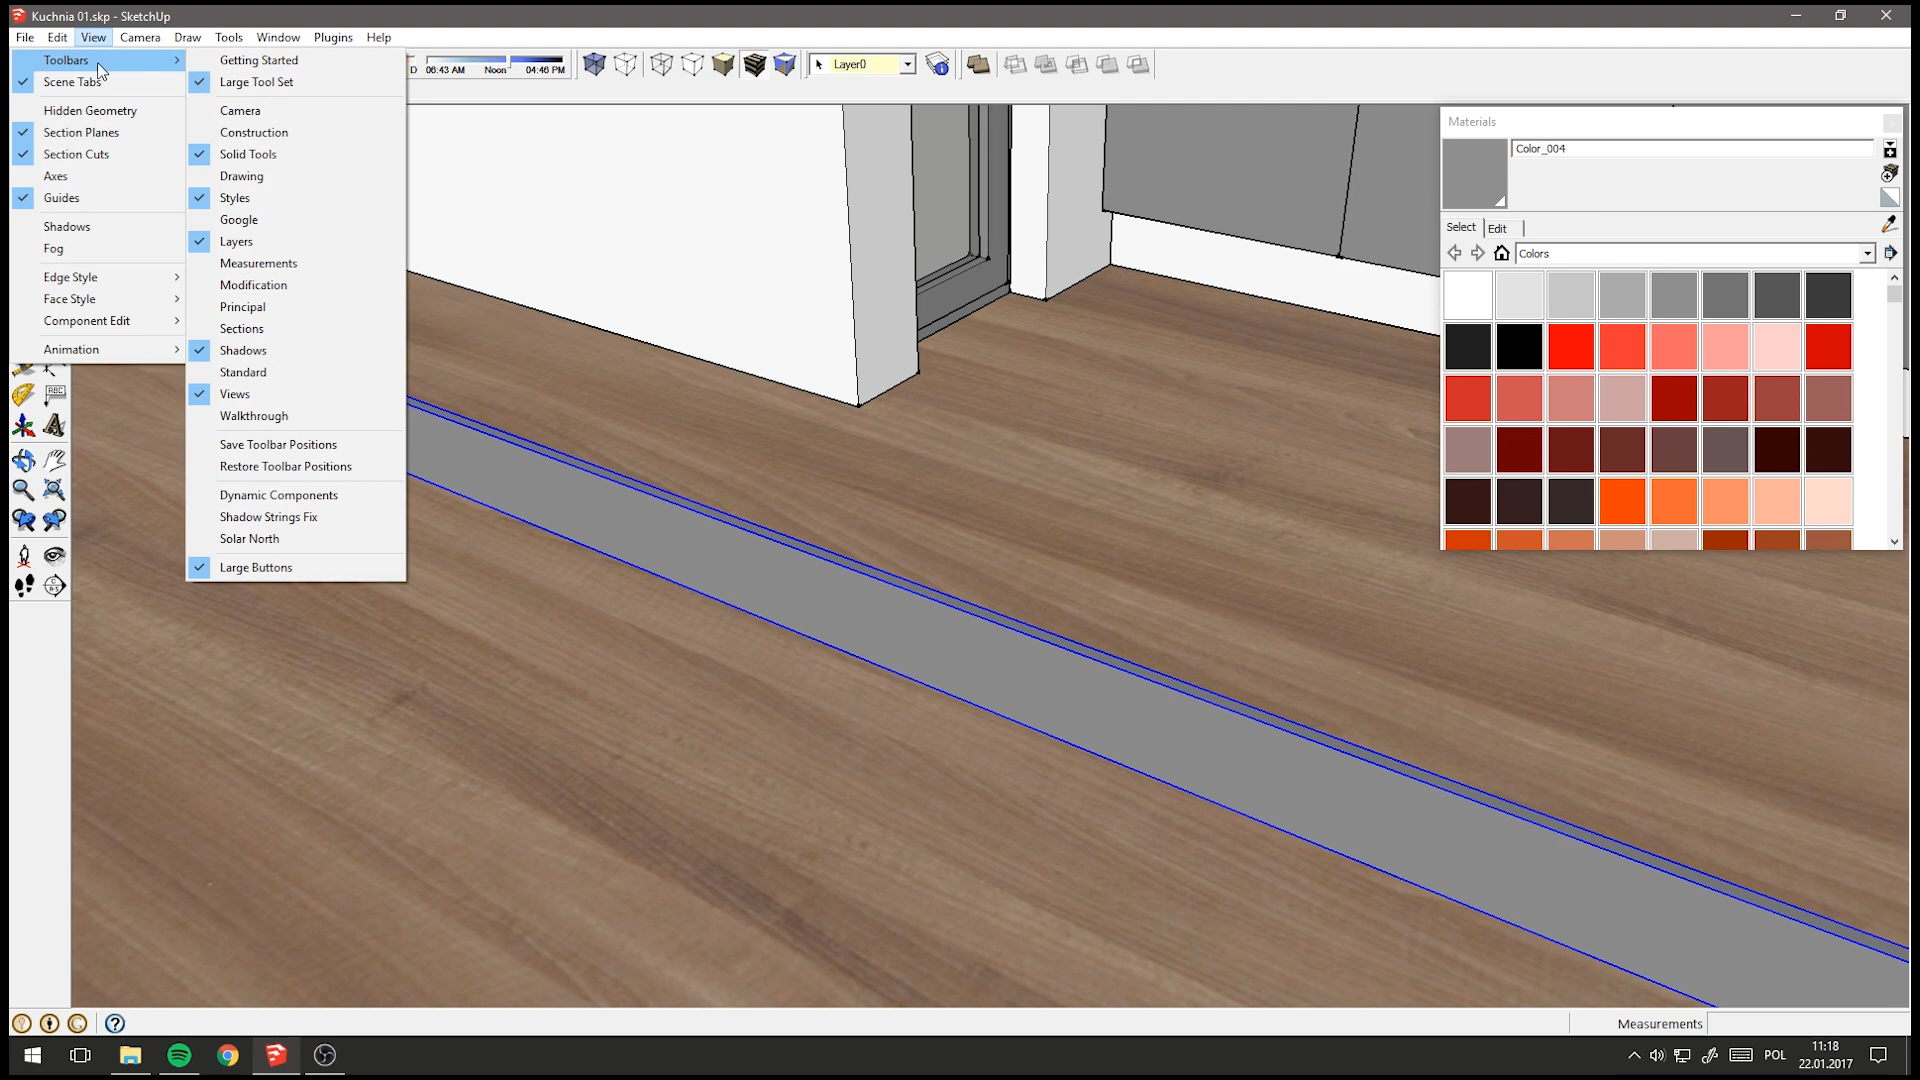 Kuchnia 01.skp - SketchUp
File Edit View Camera Draw Tools Window Plugins Help
Toolbars
Scene Tabs
Hidden Geometry
Section Planes
Section Cuts
Axes
Guides
Shadows
Fog
Edge Style
Face Style
Component Edit
Animation
Getting Started
Large Tool Set
Camera
Construction
Solid Tools
Drawing
Styles
Google
Layers
Measurements
Modification
Principal
Sections
Shadows
Standard
Views
Walkthrough
Save Toolbar Positions
Restore Toolbar Positions
Dynamic Components
Shadow Strings Fix
Solar North
Large Buttons
D 06:43 AM Noon 04:46 PM
Layer0
ABC
Materials
Color_004
Select Edit
Colors
Measurements
POL
11:18
22.01.2017